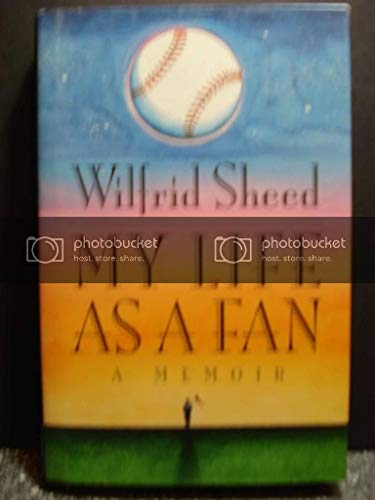 Wilfrid Sheed
photobucket
host. store. share.
photobucket
host. store. share.
MY LIFE
AS A FAN
A MEMOIR